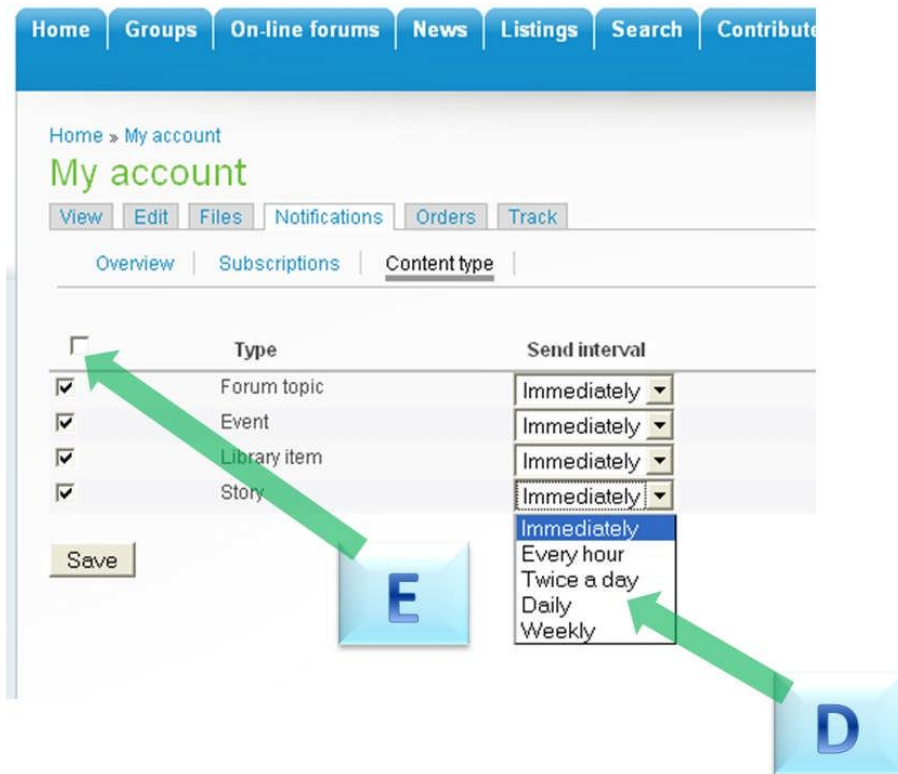 Home Groups On-line forums News Listings Search Contribute
Home » My account
My account
View Edit Files Notifications Orders Track
Overview Subscriptions Content type
Type Send interval
Forum topic Immediately
Event Immediately
Library item Immediately
Story Immediately
Immediately
Save Every hour
Twice a day
E
Daily
Weekly
D